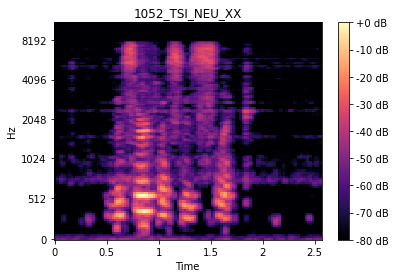 1052_TSI_NEU_XX
8192
4096
2048
1024
512
0
Hz
0 0.5 1 1.5 2 2.5
Time
+0 dB
-10 dB
-20 dB
-30 dB
-40 dB
-50 dB
-60 dB
-70 dB
-80 dB